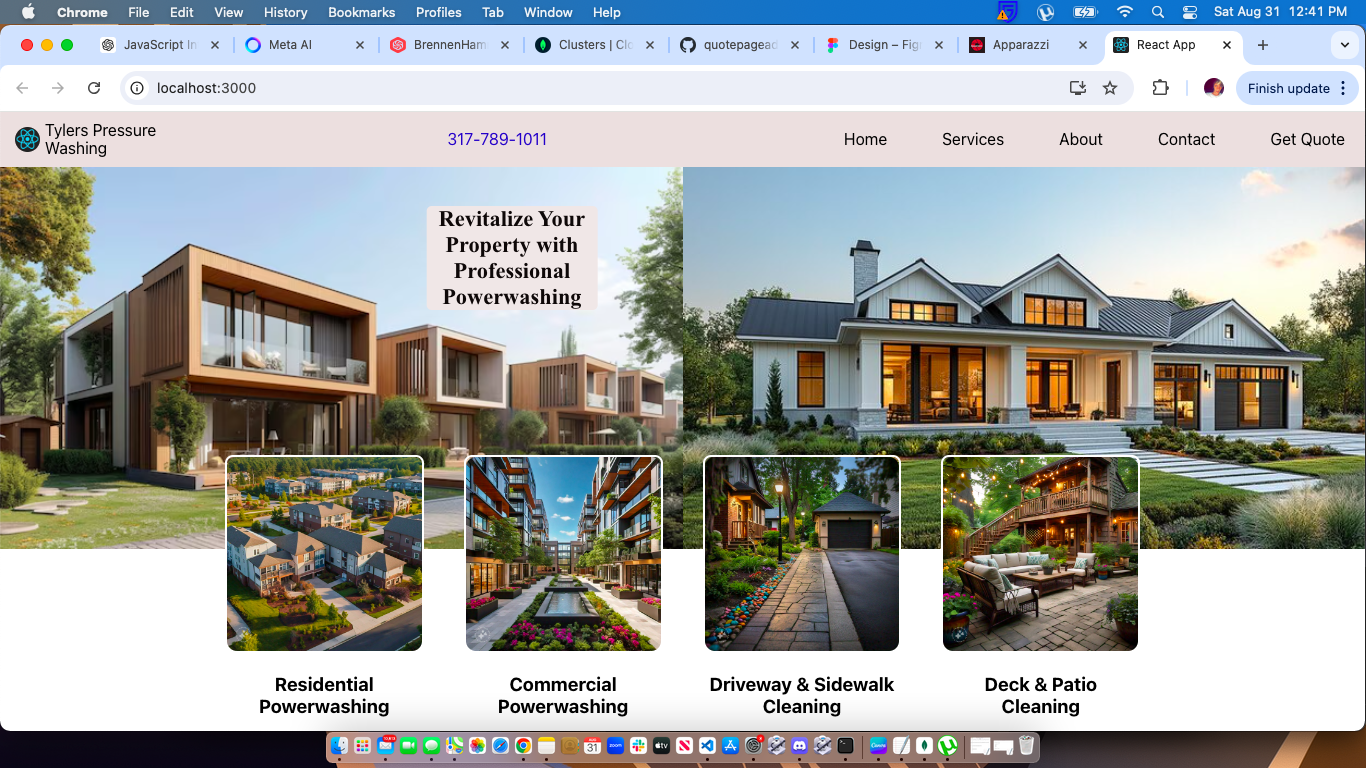 Chrome File Edit View History Bookmarks Profiles Tab Window Help Sat Aug 31 12:41 PM
JavaScript In Meta AI BrennenHam Clusters | Clo quotepagead Design – Fig Apparazzi React App
localhost:3000 Finish update
Tylers Pressure
Washing
317-789-1011
Home Services About Contact Get Quote
Revitalize Your
Property with
Professional
Powerwashing
Residential
Powerwashing
Commercial
Powerwashing
Driveway & Sidewalk
Cleaning
Deck & Patio
Cleaning
31 zoom tv